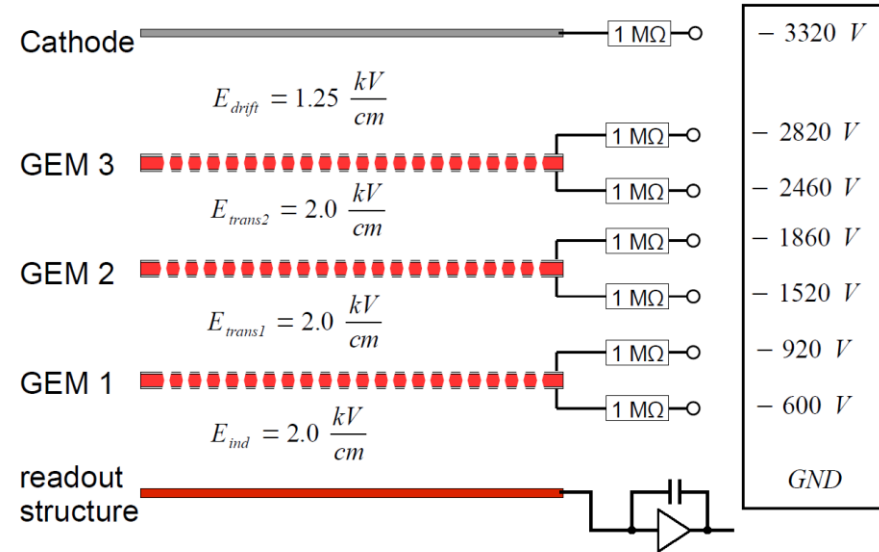 Cathode
1 MΩ
− 3320 V
E_drift = 1.25 kV/cm
1 MΩ
− 2820 V
GEM 3
1 MΩ
− 2460 V
E_trans2 = 2.0 kV/cm
1 MΩ
− 1860 V
GEM 2
1 MΩ
− 1520 V
E_trans1 = 2.0 kV/cm
1 MΩ
− 920 V
GEM 1
1 MΩ
− 600 V
E_ind = 2.0 kV/cm
readout
structure
GND